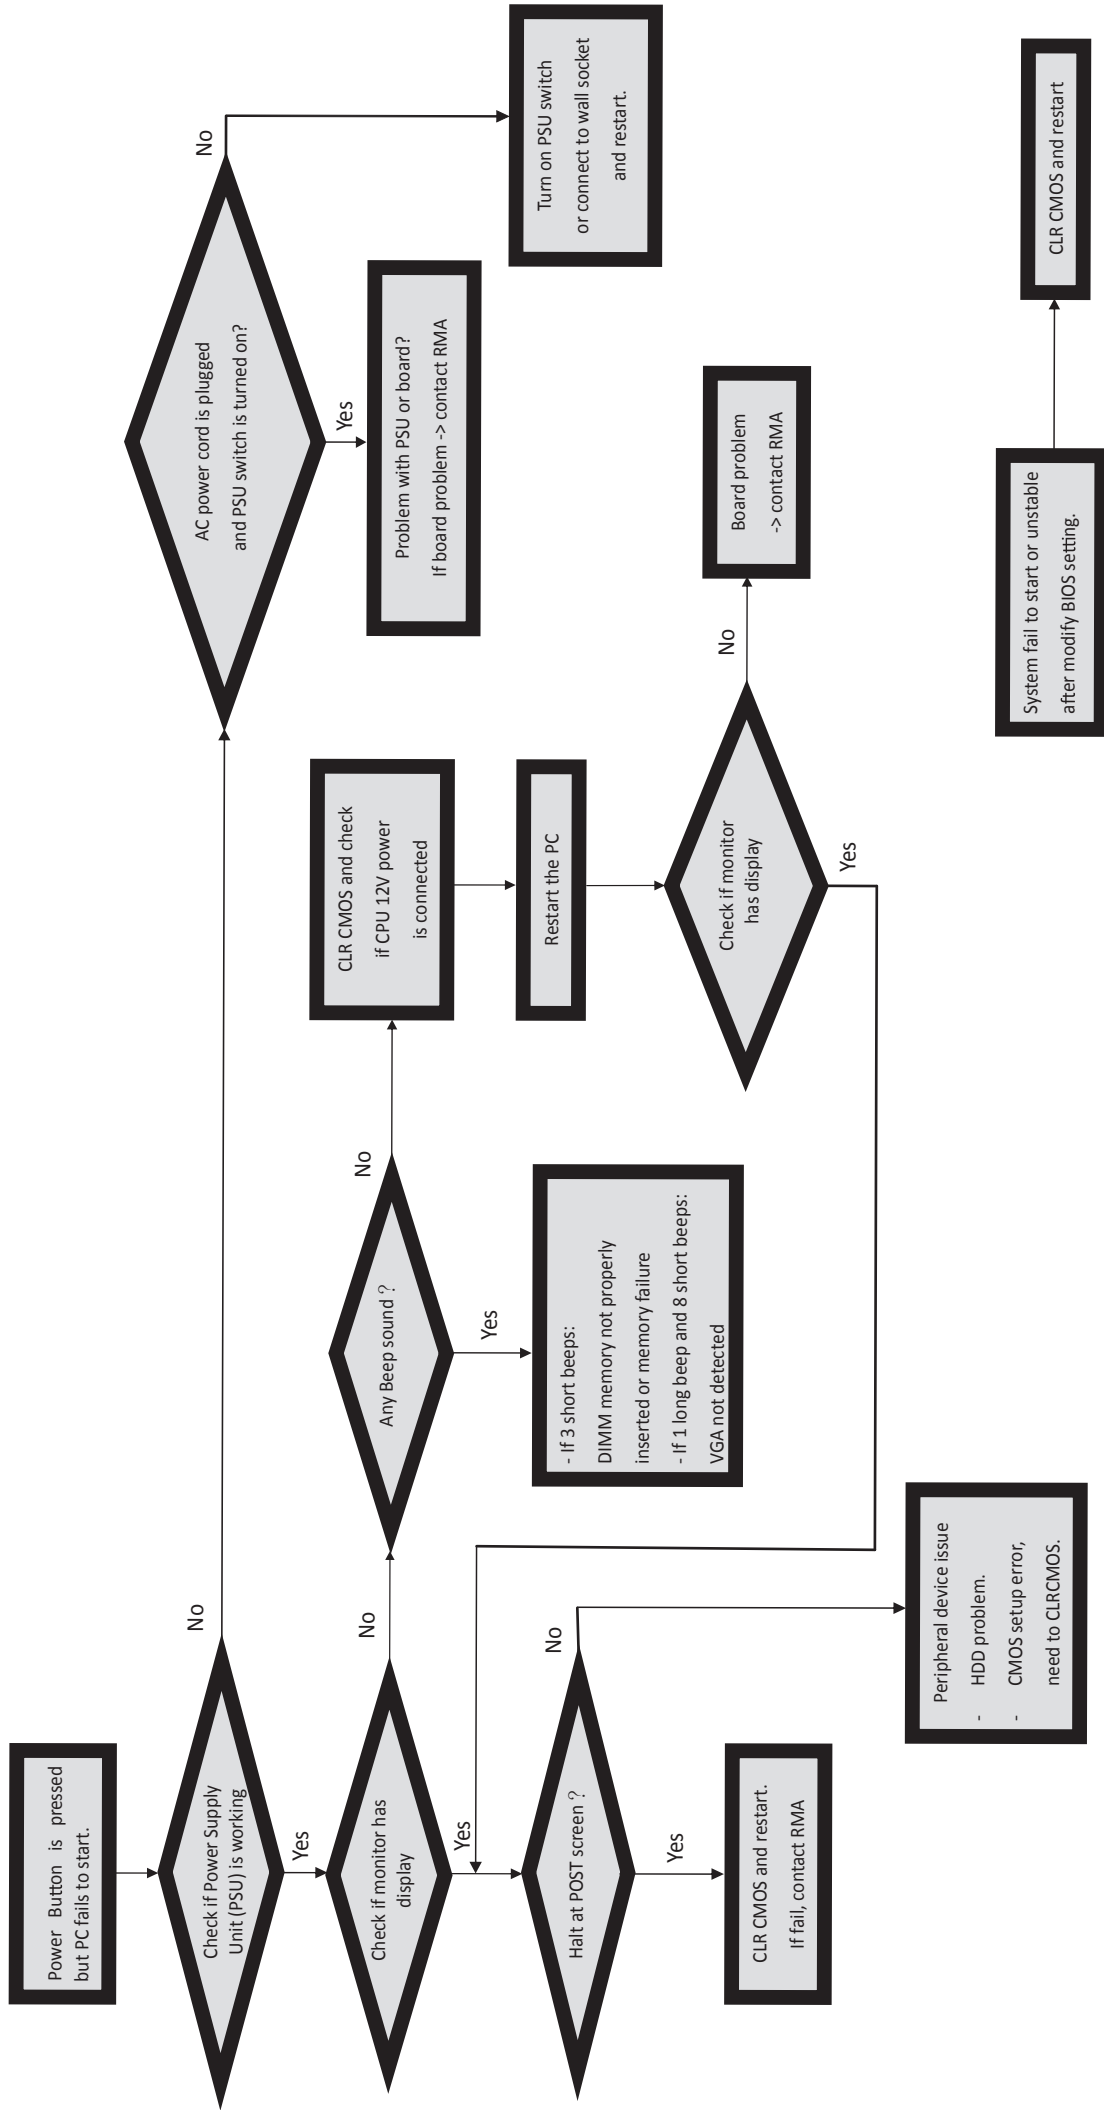 Power Button is pressed
but PC fails to start.
Check if Power Supply
Unit (PSU) is working
No
Yes
AC power cord is plugged
and PSU switch is turned on?
No
Yes
Turn on PSU switch
or connect to wall socket
and restart.
Problem with PSU or board?
If board problem -> contact RMA
Check if monitor has
display
No
Yes
Any Beep sound ?
No
Yes
- If 3 short beeps:
DIMM memory not properly
inserted or memory failure
- If 1 long beep and 8 short beeps:
VGA not detected
CLR CMOS and check
if CPU 12V power
is connected
Restart the PC
Check if monitor
has display
No
Yes
Board problem
-> contact RMA
Halt at POST screen ?
No
Yes
CLR CMOS and restart.
If fail, contact RMA
Peripheral device issue
- HDD problem.
- CMOS setup error,
need to CLRCMOS.
System fail to start or unstable
after modify BIOS setting.
CLR CMOS and restart